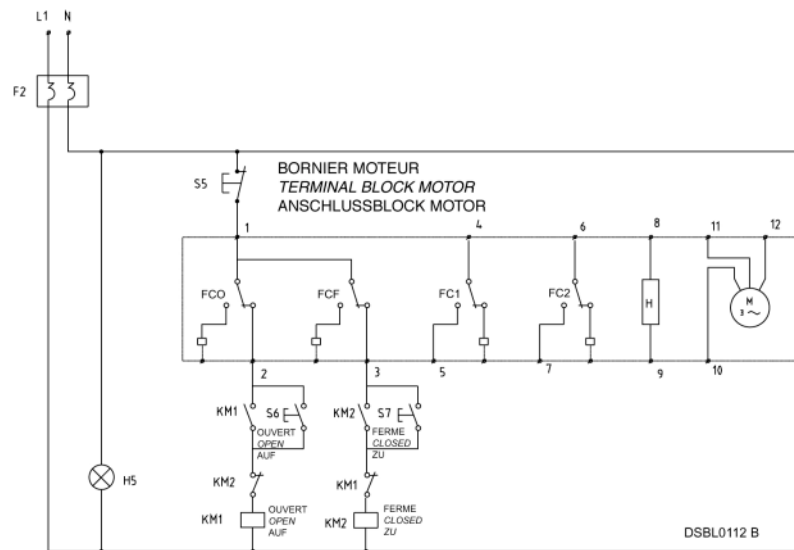 L1 N
F2
S5
BORNIER MOTEUR
TERMINAL BLOCK MOTOR
ANSCHLUSSBLOCK MOTOR
1 4 6 8 11 12
FCO FCF FC1 FC2 H M
3 ~
2 3 5 7 9 10
KM1 S6 KM2 S7
OUVERT
OPEN
AUF
FERME
CLOSED
ZU
H5
KM2 KM1
KM1
OUVERT
OPEN
AUF
KM2
FERME
CLOSED
ZU
DSBL0112 B